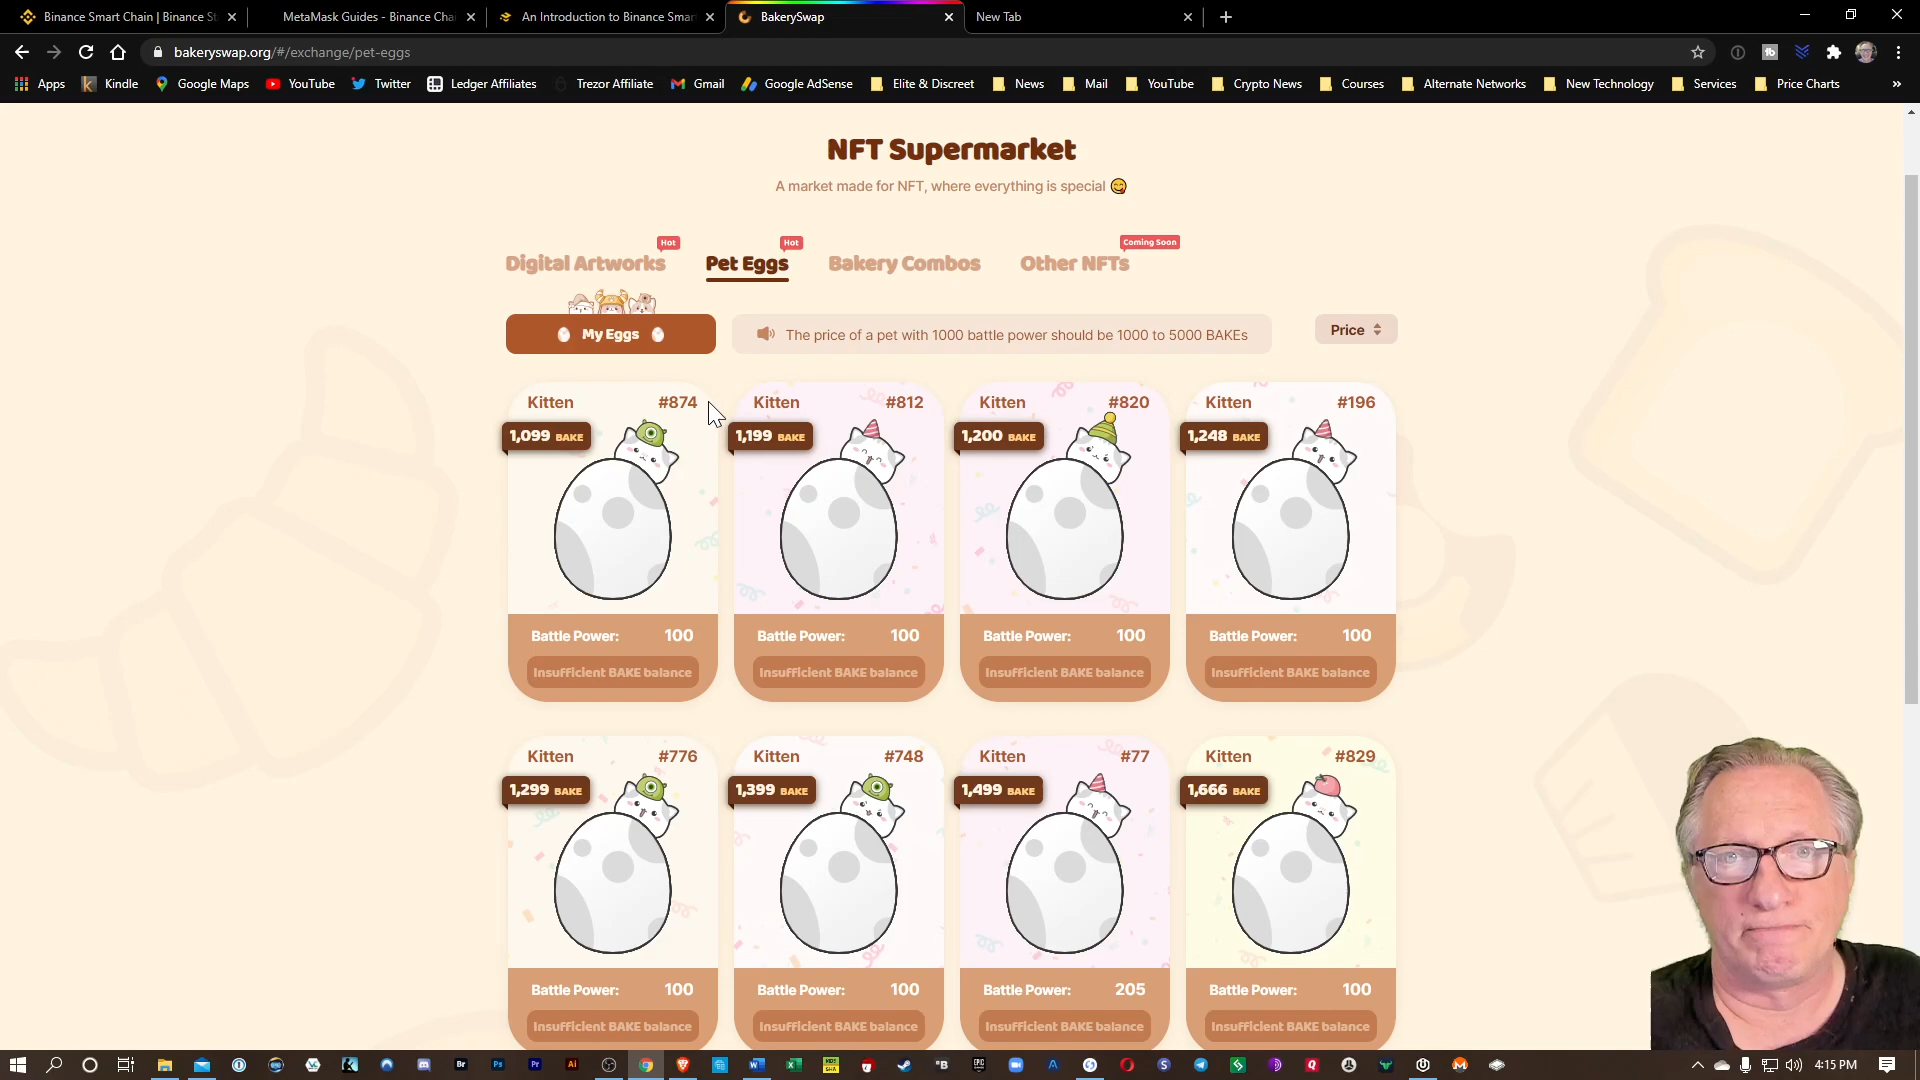 Binance Smart Chain | Binance St
MetaMask Guides - Binance Chai
An Introduction to Binance Smar
BakerySwap
New Tab
bakeryswap.org/#/exchange/pet-eggs
Apps
Kindle
Google Maps
YouTube
Twitter
Ledger Affiliates
Trezor Affiliate
Gmail
Google AdSense
Elite & Discreet
News
Mail
YouTube
Crypto News
Courses
Alternate Networks
New Technology
Services
Price Charts
NFT Supermarket
A market made for NFT, where everything is special
Hot
Hot
Coming Soon
Digital Artworks
Pet Eggs
Bakery Combos
Other NFTs
My Eggs
The price of a pet with 1000 battle power should be 1000 to 5000 BAKEs
Price
Kitten #874
1,099 BAKE
Battle Power: 100
Insufficient BAKE balance
Kitten #812
1,199 BAKE
Battle Power: 100
Insufficient BAKE balance
Kitten #820
1,200 BAKE
Battle Power: 100
Insufficient BAKE balance
Kitten #196
1,248 BAKE
Battle Power: 100
Insufficient BAKE balance
Kitten #776
1,299 BAKE
Battle Power: 100
Insufficient BAKE balance
Kitten #748
1,399 BAKE
Battle Power: 100
Insufficient BAKE balance
Kitten #77
1,499 BAKE
Battle Power: 205
Insufficient BAKE balance
Kitten #829
1,666 BAKE
Battle Power: 100
Insufficient BAKE balance
4:15 PM